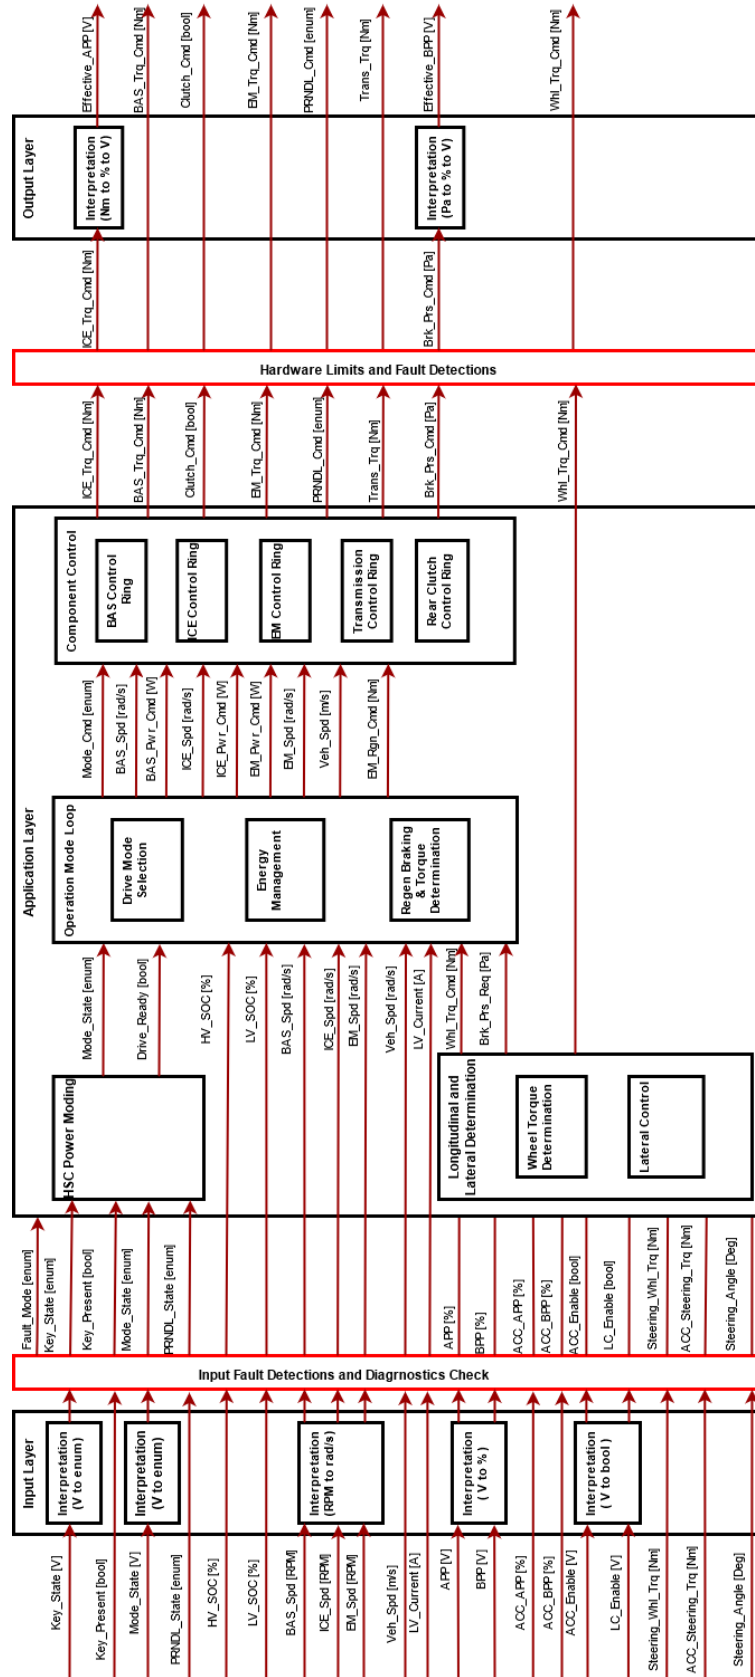 Input Layer
Key_State [V]
Key_Present [bool]
Mode_State [V]
PRNDL_State [enum]
HV_SOC [%]
LV_SOC [%]
BAS_Spd [RPM]
ICE_Spd [RPM]
EM_Spd [RPM]
Veh_Spd [m/s]
LV_Current [A]
APP [V]
BPP [V]
ACC_APP [%]
ACC_BPP [%]
ACC_Enable [V]
LC_Enable [V]
Steering_Whl_Trq [Nm]
ACC_Steering_Trq [Nm]
Steering_Angle [Deg]
Interpretation
(V to enum)
Interpretation
(V to enum)
Interpretation
(RPM to rad/s)
Interpretation
( V to % )
Interpretation
( V to bool )
Input Fault Detections and Diagrnostics Check
Fault_Mode [enum]
Key_State [enum]
Key_Present [bool]
Mode_State [enum]
PRNDL_State [enum]
APP [%]
BPP [%]
ACC_APP [%]
ACC_BPP [%]
ACC_Enable [bool]
LC_Enable [bool]
Steering_Whl_Trq [Nm]
ACC_Steering_Trq [Nm]
Steering_Angle [Deg]
Application Layer
HSC Power Moding
Longitudinal and
Lateral Determination
Wheel Torque
Determination
Lateral Control
Mode_State [enum]
Drive_Ready [bool]
HV_SOC [%]
LV_SOC [%]
BAS_Spd [rad/s]
ICE_Spd [rad/s]
EM_Spd [rad/s]
Veh_Spd [rad/s]
LV_Current [A]
Whl_Trq_Cmd [Nm]
Brk_Prs_Req [Pa]
Operation Mode Loop
Drive Mode
Selection
Energy
Management
Regen Braking
& Torque
Determination
Mode_Cmd [enum]
BAS_Spd [rad/s]
BAS_Pwr_Cmd [W]
ICE_Spd [rad/s]
ICE_Pwr_Cmd [W]
EM_Pwr_Cmd [W]
EM_Spd [rad/s]
Veh_Spd [m/s]
EM_Rgn_Cmd [Nm]
Component Control
BAS Control
Ring
ICE Control Ring
EM Control Ring
Transmission
Control Ring
Rear Clutch
Control Ring
ICE_Trq_Cmd [Nm]
BAS_Trq_Cmd [Nm]
Clutch_Cmd [bool]
EM_Trq_Cmd [Nm]
PRNDL_Cmd [enum]
Trans_Trq [Nm]
Brk_Prs_Cmd [Pa]
Whl_Trq_Cmd [Nm]
Hardware Limits and Fault Detections
ICE_Trq_Cmd [Nm]
Brk_Prs_Cmd [Pa]
Output Layer
Interpretation
(Nm to % to V)
Interpretation
(Pa to % to V)
Effective_APP [V]
BAS_Trq_Cmd [Nm]
Clutch_Cmd [bool]
EM_Trq_Cmd [Nm]
PRNDL_Cmd [enum]
Trans_Trq [Nm]
Effective_BPP [V]
Whl_Trq_Cmd [Nm]